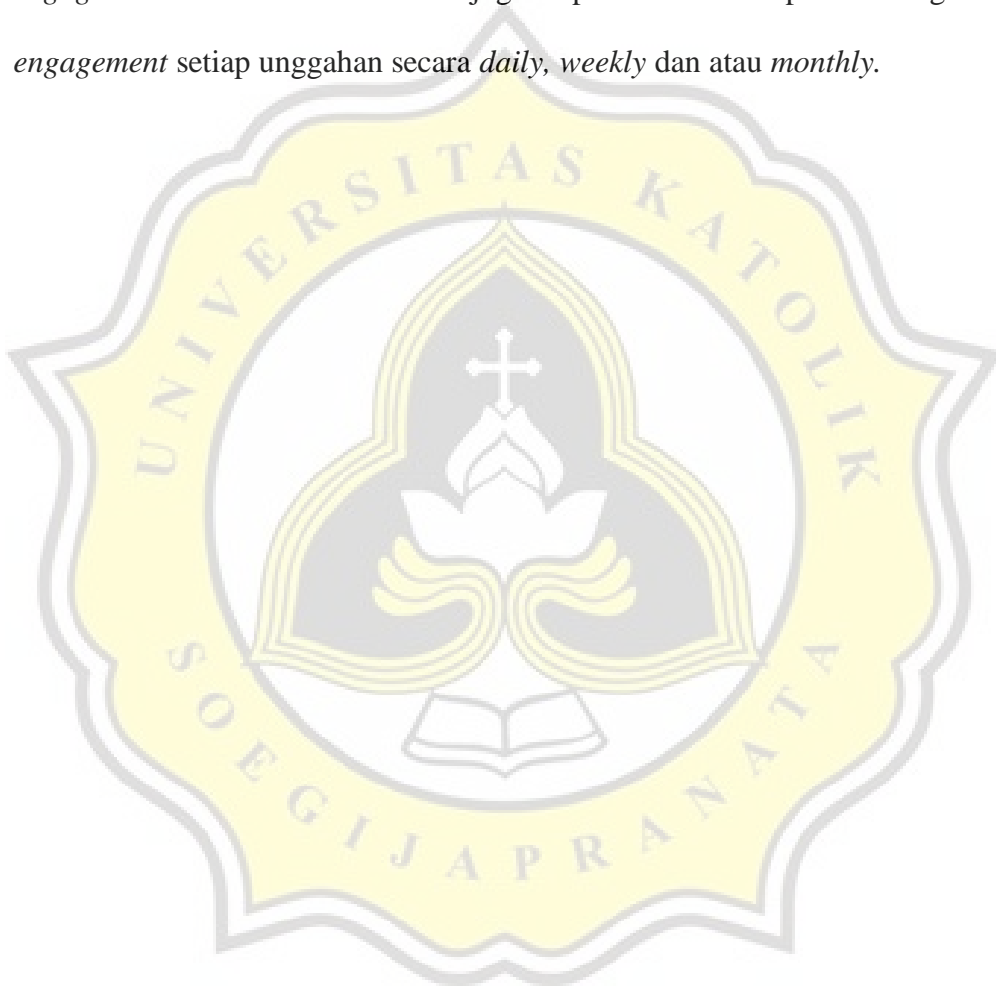 engagement setiap unggahan secara daily, weekly dan atau monthly.
UNIVERSITAS KATOLIK
SOEGIJAPRANATA